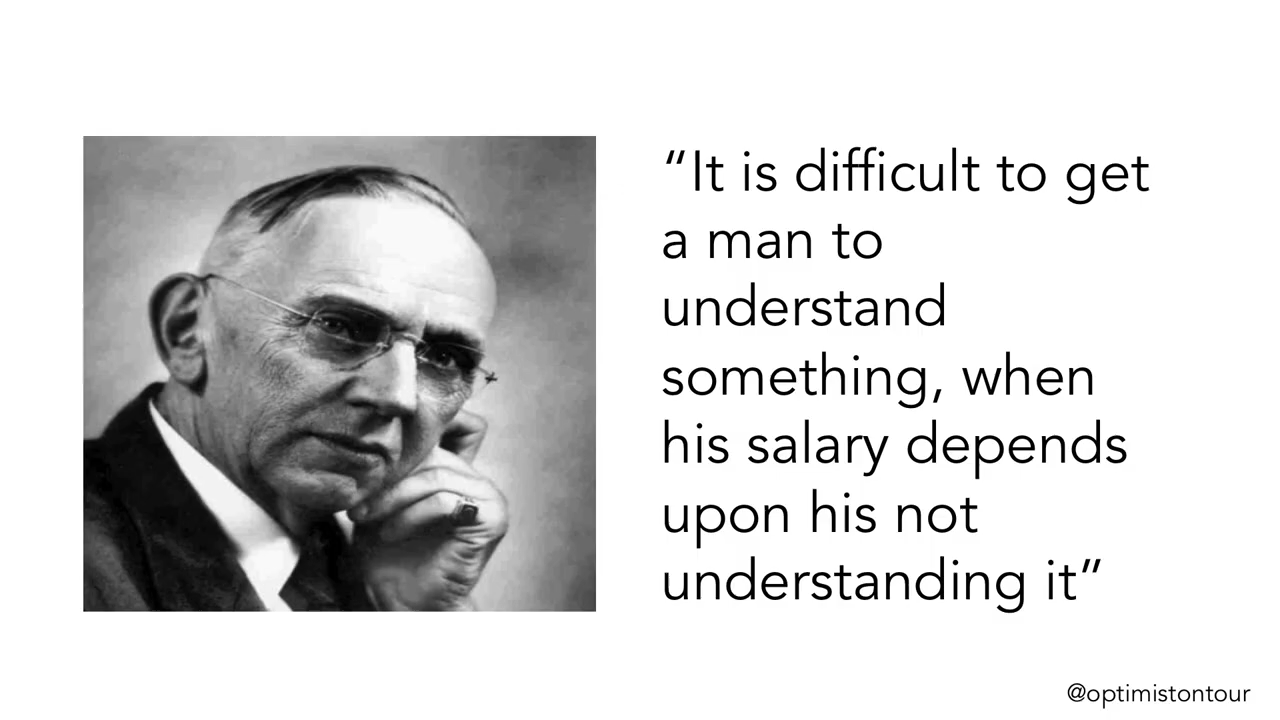 “It is difficult to get
a man to
understand
something, when
his salary depends
upon his not
understanding it”
@optimistontour